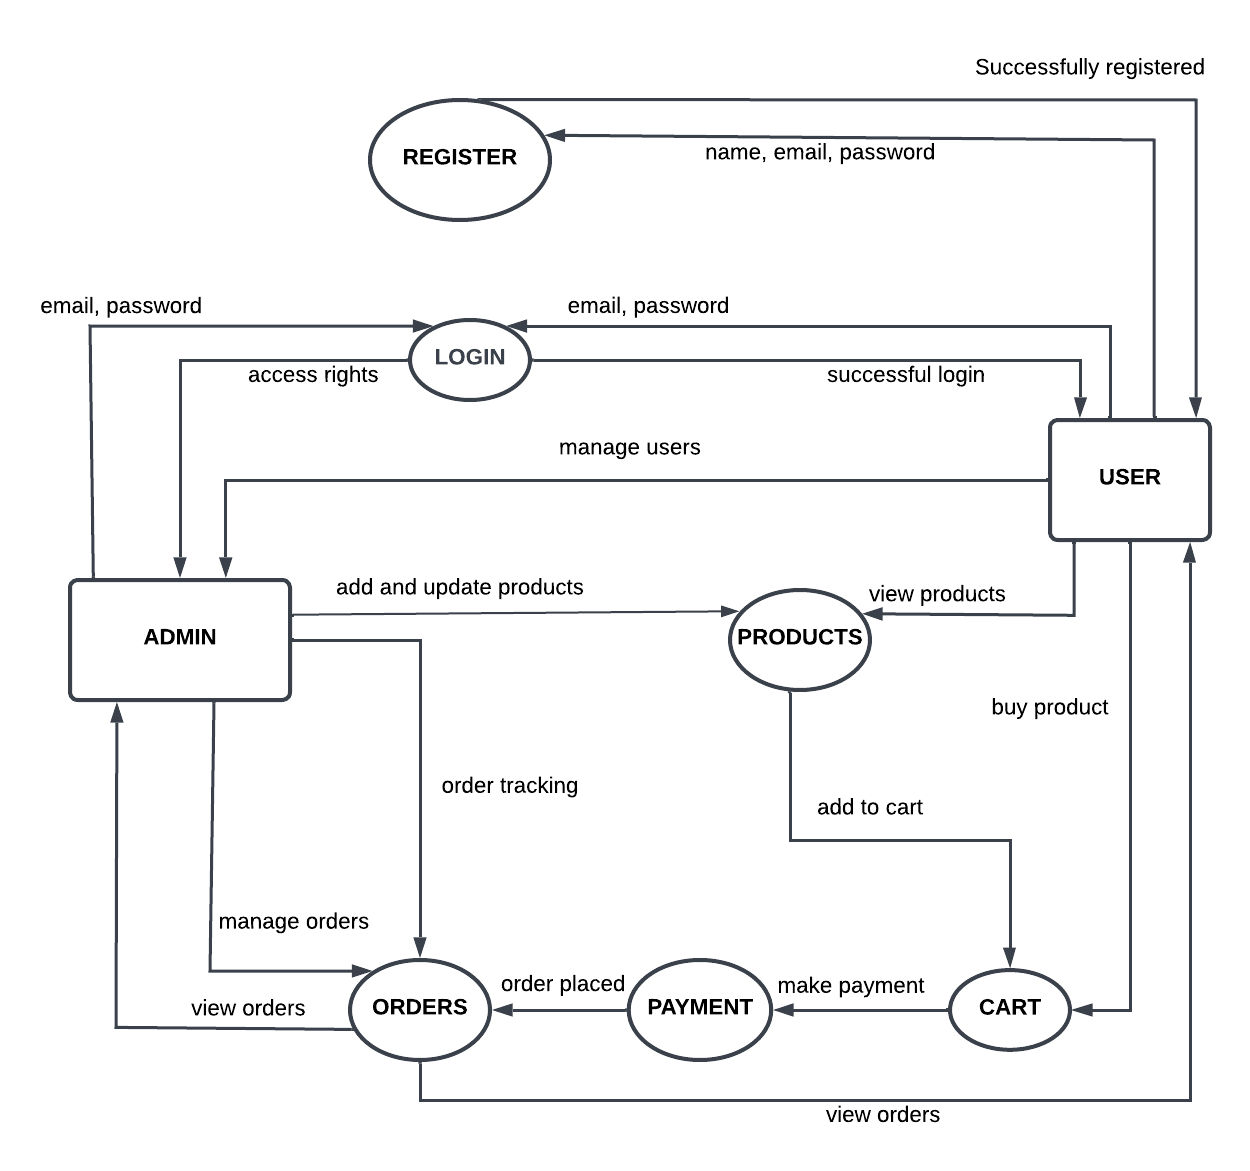 Successfully registered
REGISTER
name, email, password
email, password
email, password
LOGIN
access rights
successful login
manage users
USER
add and update products
view products
ADMIN
PRODUCTS
buy product
order tracking
add to cart
manage orders
order placed
make payment
view orders
ORDERS
PAYMENT
CART
view orders